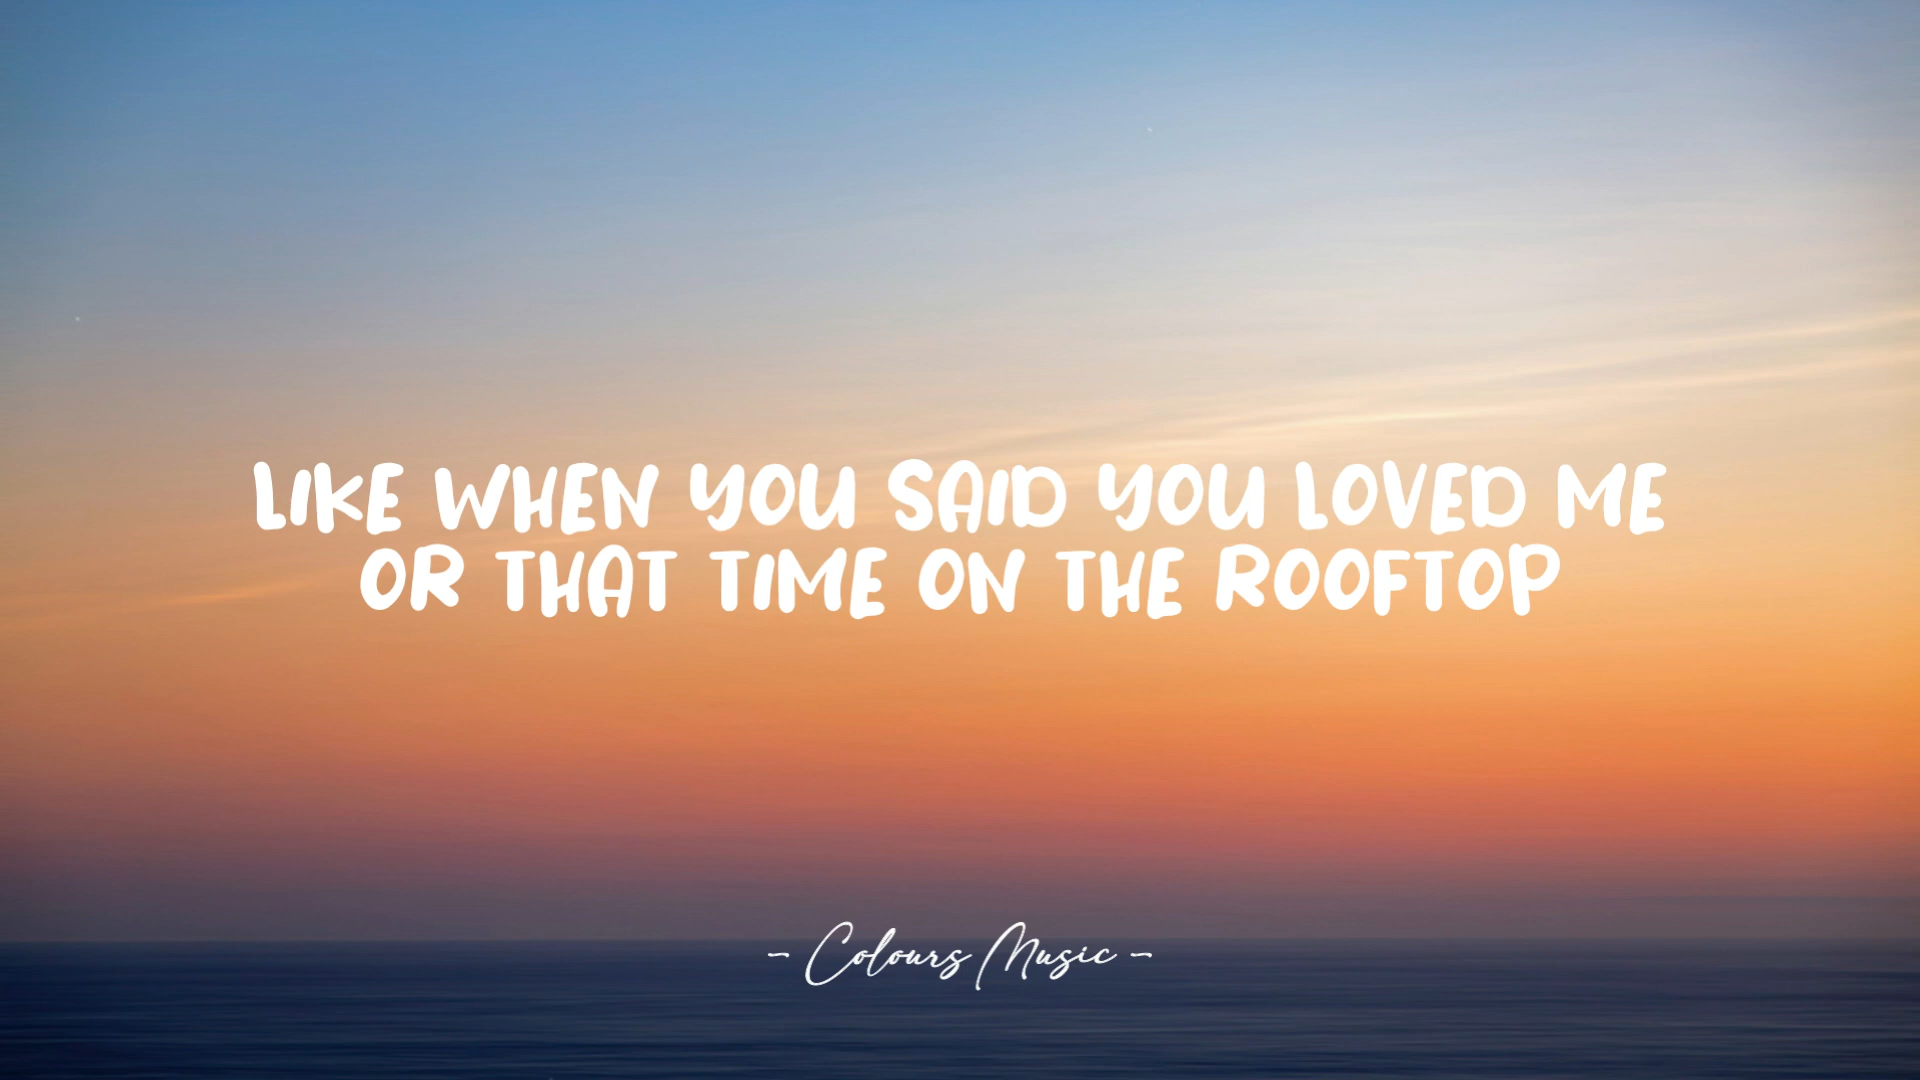 LIKE WHEN YOU SAID YOU LOVED ME
OR THAT TIME ON THE ROOFTOP
- Colours Music -